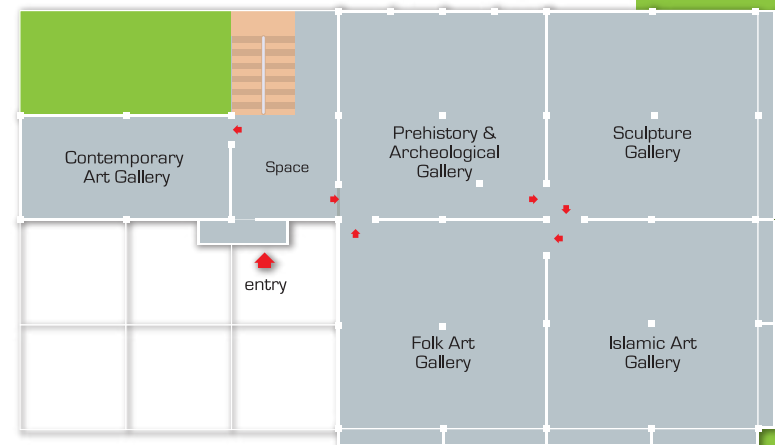 Contemporary
Art Gallery
Space
Prehistory &
Archeological
Gallery
Sculpture
Gallery
entry
Folk Art
Gallery
Islamic Art
Gallery